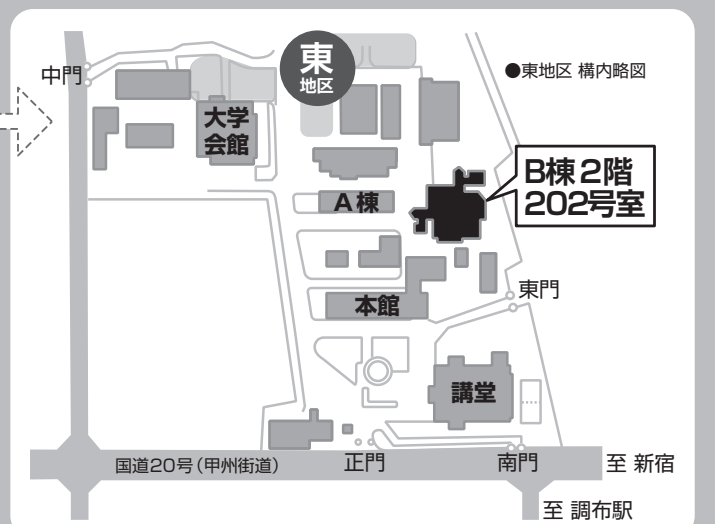 中門
東
地区
●東地区 構内略図
大学
会館
A棟
B棟2階
202号室
東門
本館
講堂
国道20号(甲州街道)
正門
南門
至 新宿
至 調布駅